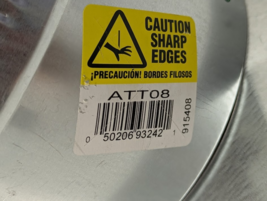 CAUTION
SHARP
EDGES
¡PRECAUCIÓN! BORDES FILOSOS
ATT08
0 50206 93242 1
915408